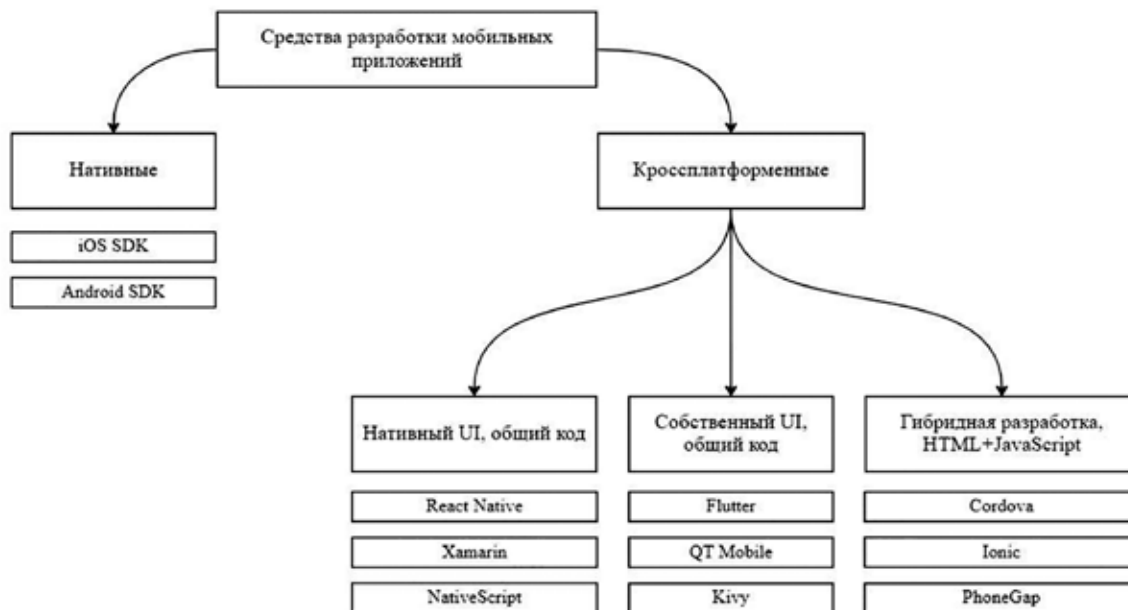 Средства разработки мобильных
приложений
Нативные
Кроссплатформенные
iOS SDK
Android SDK
Нативный UI, общий код
Собственный UI,
общий код
Гибридная разработка,
HTML+JavaScript
React Native
Flutter
Cordova
Xamarin
QT Mobile
Ionic
NativeScript
Kivy
PhoneGap